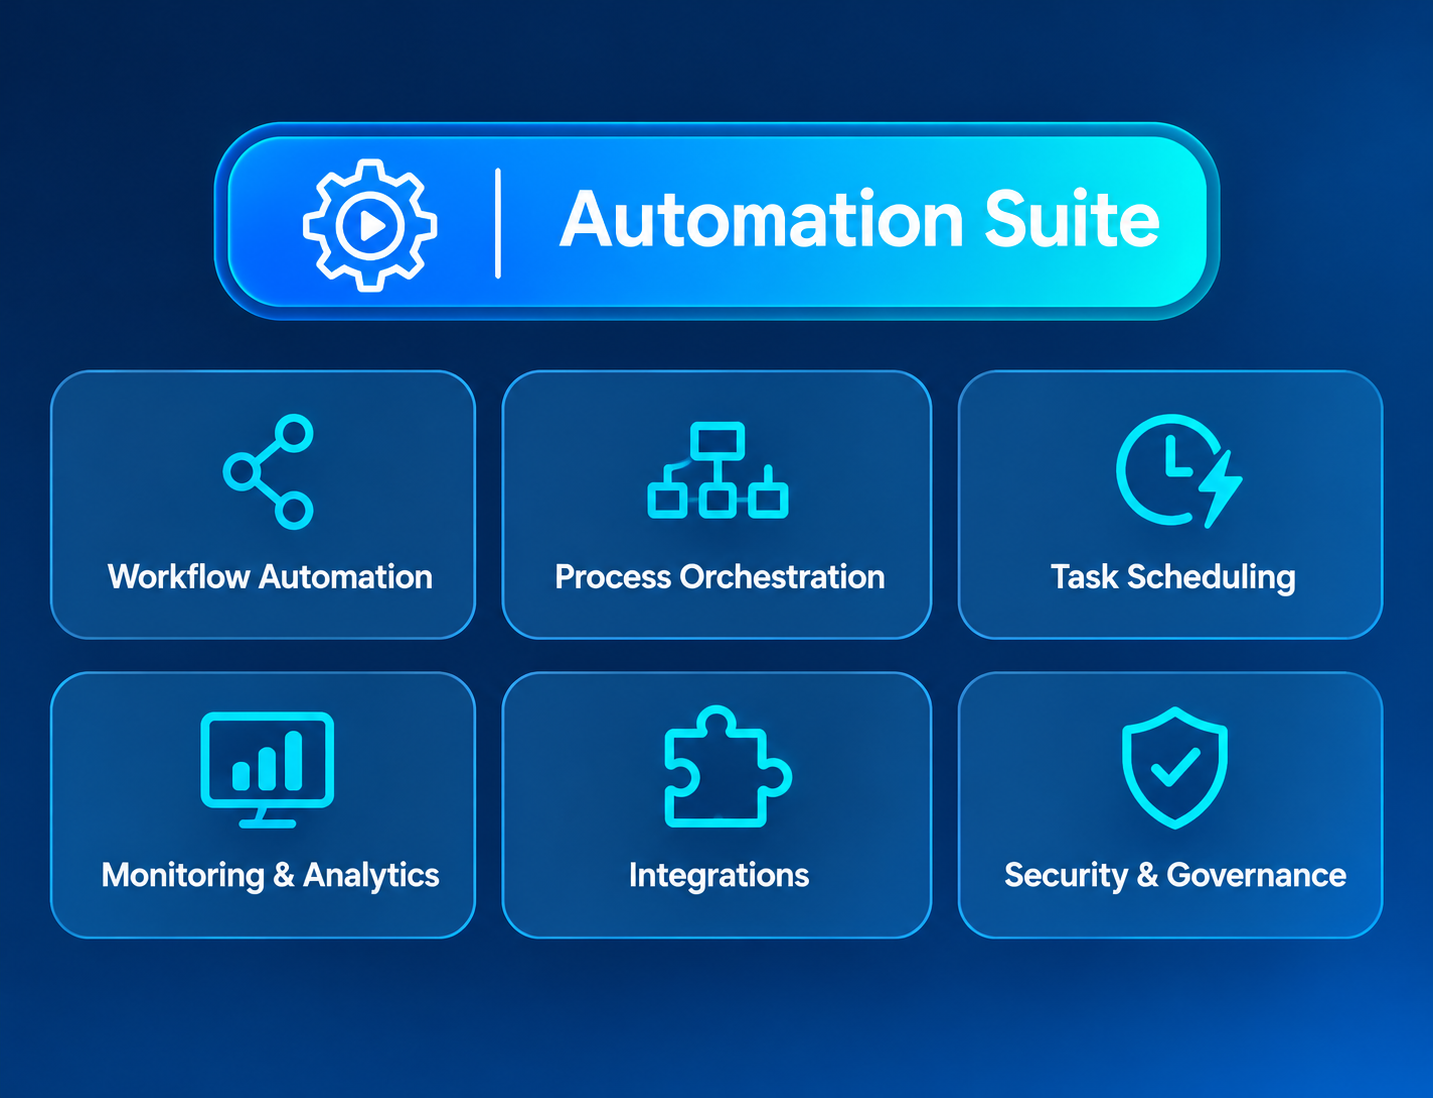 Automation Suite
Workflow Automation
Process Orchestration
Task Scheduling
Monitoring & Analytics
Integrations
Security & Governance